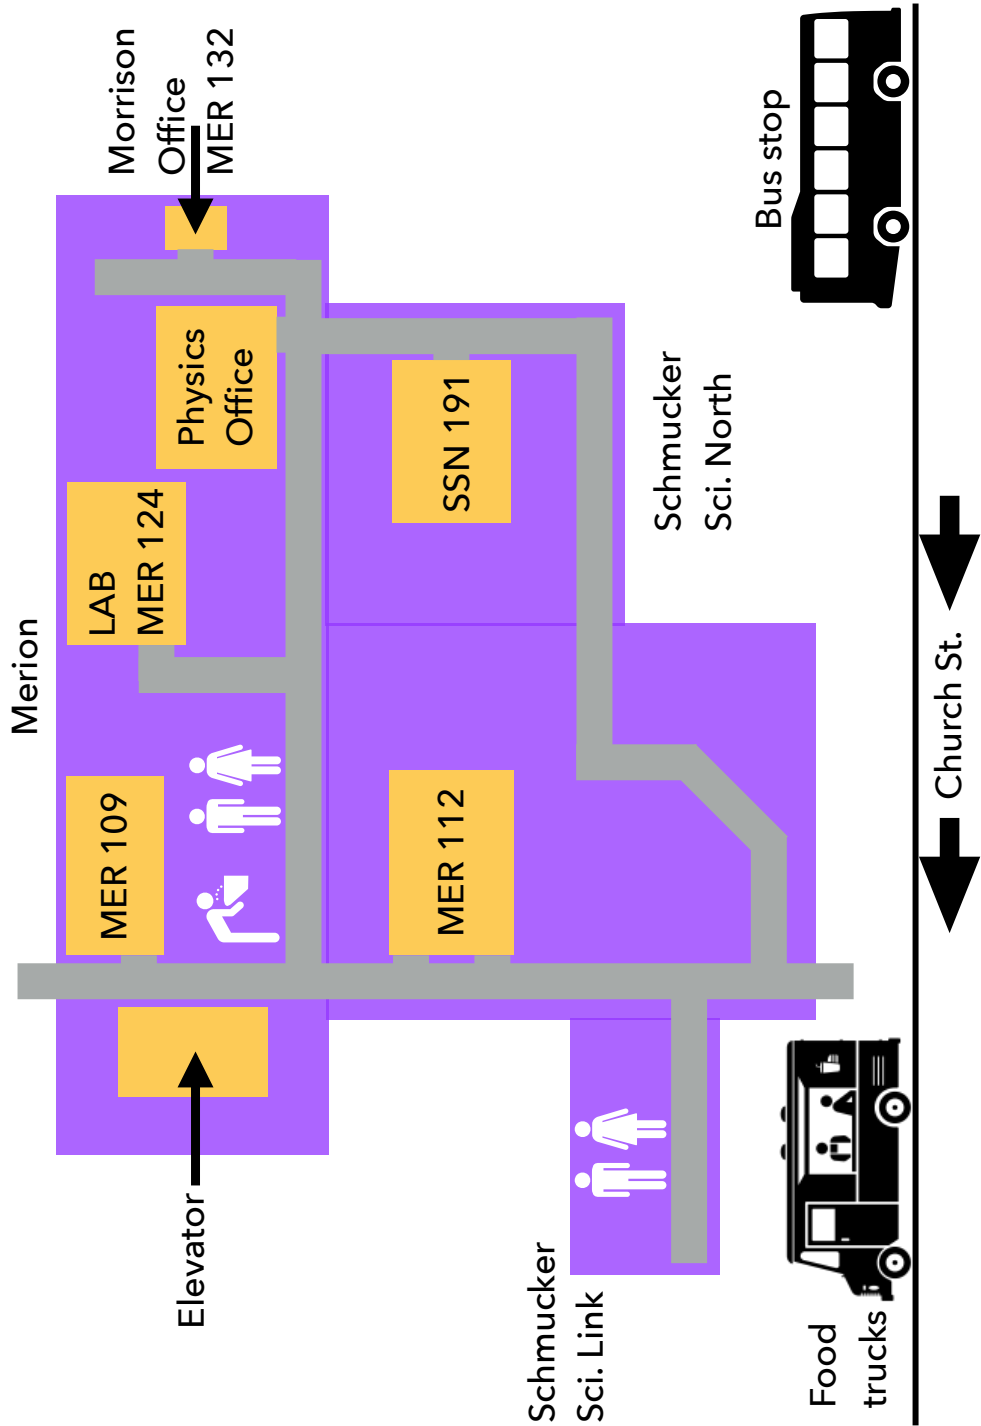 Merion
Morrison
Office
MER 132
Physics
Office
LAB
MER 124
MER 109
Elevator
SSN 191
MER 112
Schmucker
Sci. North
Schmucker
Sci. Link
Bus stop
Food
trucks
Church St.